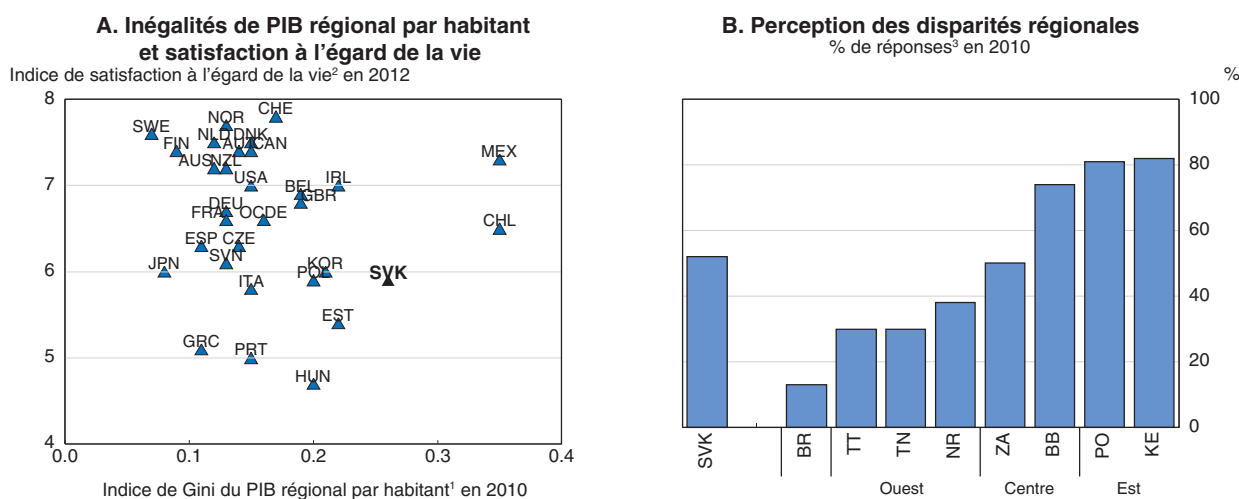 A. Inégalités de PIB régional par habitant
et satisfaction à l'égard de la vie
Indice de satisfaction à l'égard de la vie² en 2012
8
7
6
5
4
0.0
0.1
0.2
0.3
0.4
SWE
NOR
CHE
FIN
NLD
DNK
AUT
CAN
AUS
NZL
MEX
USA
IRL
BEL
GBR
DEU
FRA
OCDE
CHL
ESP
CZE
SVN
JPN
KOR
POL
SVK
ITA
EST
GRC
PRT
HUN
Indice de Gini du PIB régional par habitant¹ en 2010
B. Perception des disparités régionales
% de réponses³ en 2010
%
100
80
60
40
20
0
SVK
BR
TT
TN
NR
ZA
BB
PO
KE
Ouest
Centre
Est